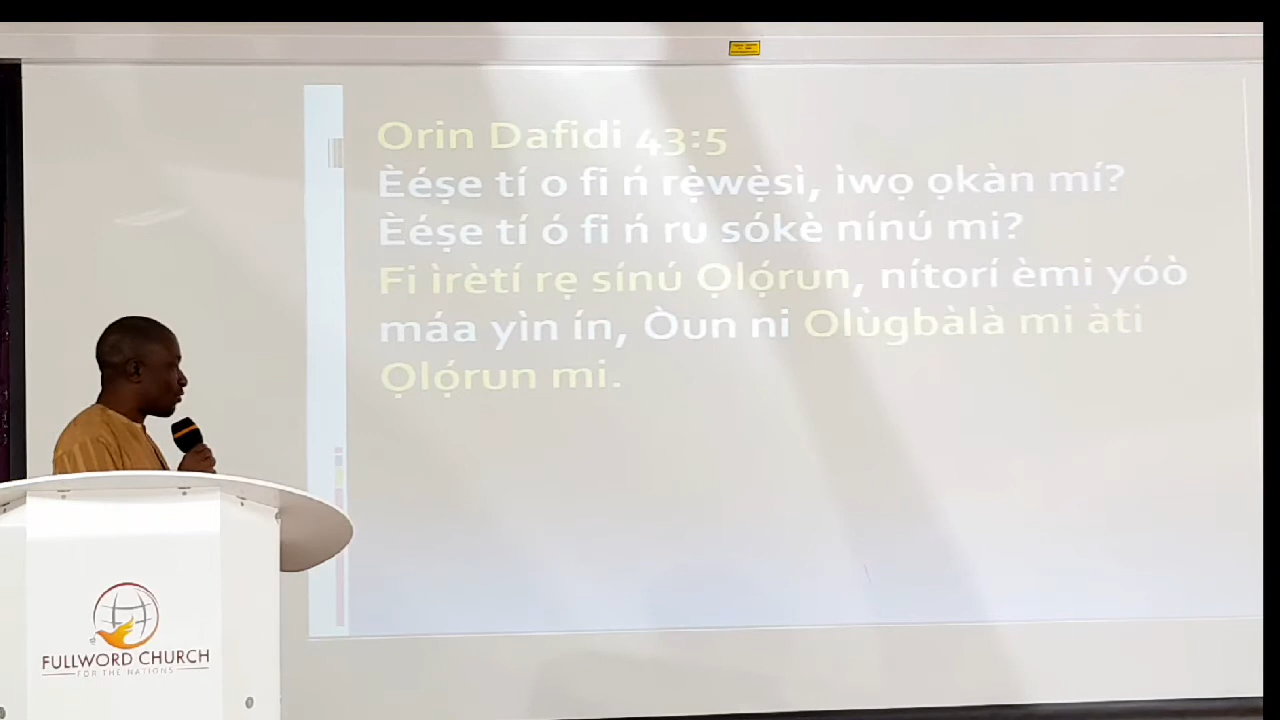 Orin Dafidi 43:5
Èéṣe tí o fi ń rẹ̀wẹ̀sì, ìwọ ọkàn mí?
Èéṣe tí ó fi ń ru sókè nínú mi?
Fi ìrètí rẹ sínú Ọlọ́run, nítorí èmi yóò
máa yìn ín, Òun ni Olùgbàlà mi àti
Ọlọ́run mi.
FULLWORD CHURCH
FOR THE NATIONS